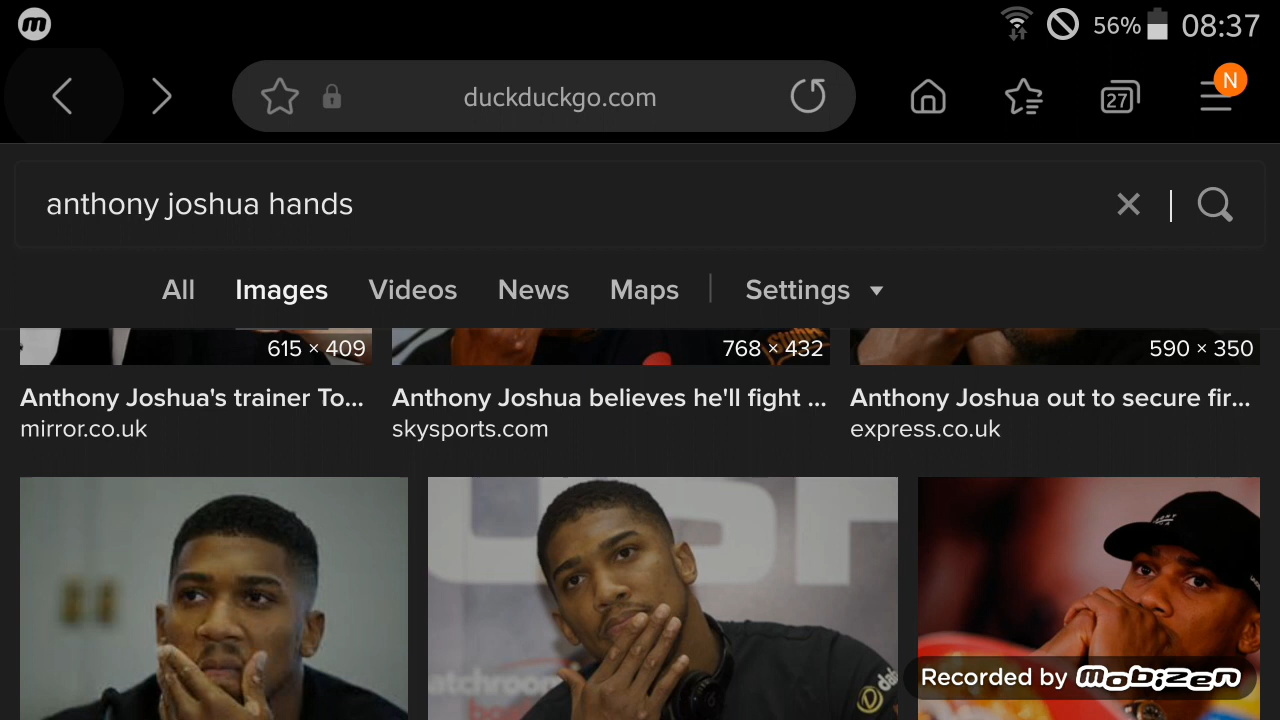 m
56% 08:37
duckduckgo.com
27
N
anthony joshua hands
All Images Videos News Maps Settings
615 × 409
768 × 432
590 × 350
Anthony Joshua's trainer To...
mirror.co.uk
Anthony Joshua believes he'll fight ...
skysports.com
Anthony Joshua out to secure fir...
express.co.uk
atchroom
Recorded by mobizen